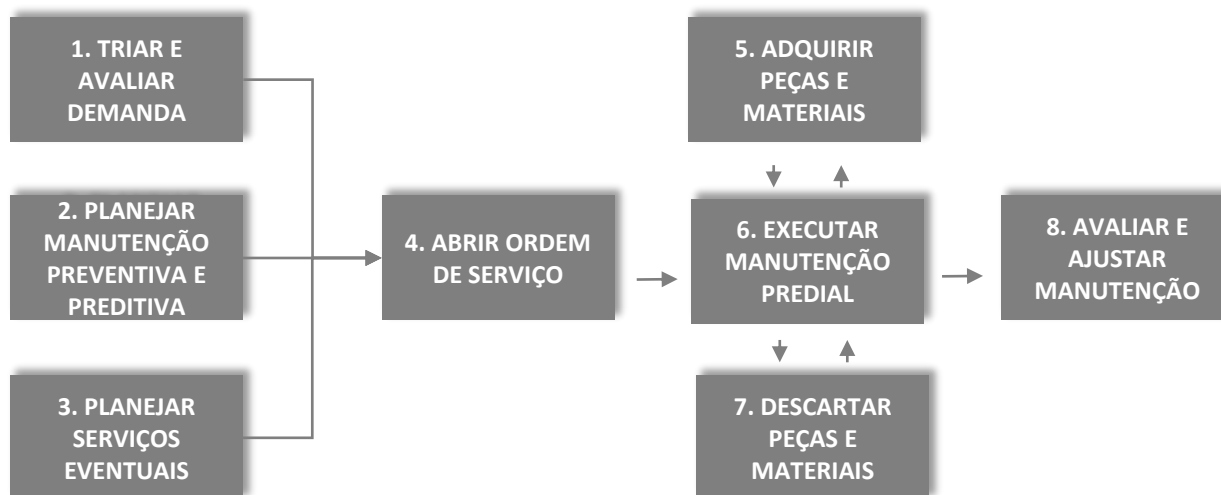 1. TRIAR E
AVALIAR
DEMANDA
2. PLANEJAR
MANUTENÇÃO
PREVENTIVA E
PREDITIVA
3. PLANEJAR
SERVIÇOS
EVENTUAIS
4. ABRIR ORDEM
DE SERVIÇO
5. ADQUIRIR
PEÇAS E
MATERIAIS
6. EXECUTAR
MANUTENÇÃO
PREDIAL
7. DESCARTAR
PEÇAS E
MATERIAIS
8. AVALIAR E
AJUSTAR
MANUTENÇÃO